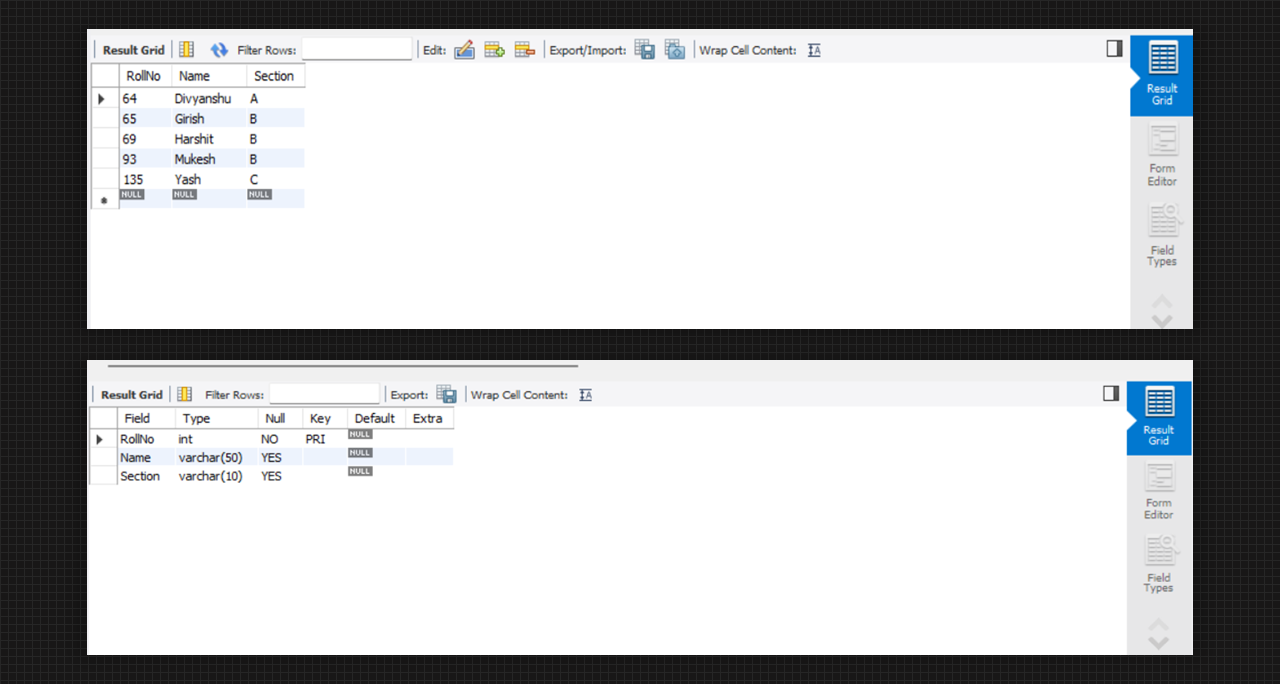 Result Grid Filter Rows: Edit: Export/Import: Wrap Cell Content: IA
RollNo Name Section
64 Divyanshu A
65 Girish B
69 Harshit B
93 Mukesh B
135 Yash C
NULL NULL NULL
Result
Grid
Form
Editor
Field
Types
Result Grid Filter Rows: Export: Wrap Cell Content: IA
Field Type Null Key Default Extra
RollNo int NO PRI NULL
Name varchar(50) YES NULL
Section varchar(10) YES NULL
Result
Grid
Form
Editor
Field
Types